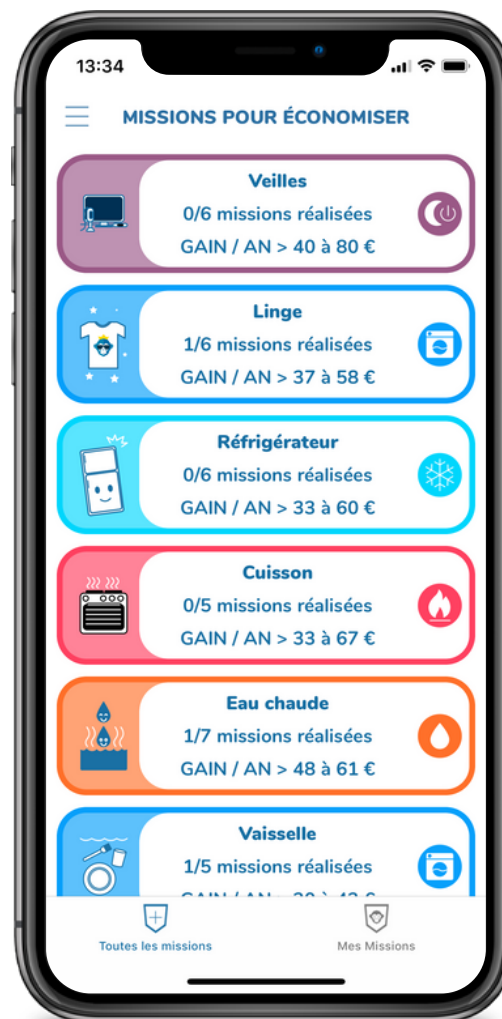 13:34
MISSIONS POUR ÉCONOMISER
Veilles
0/6 missions réalisées
GAIN / AN > 40 à 80 €
Linge
1/6 missions réalisées
GAIN / AN > 37 à 58 €
Réfrigérateur
0/6 missions réalisées
GAIN / AN > 33 à 60 €
Cuisson
0/5 missions réalisées
GAIN / AN > 33 à 67 €
Eau chaude
1/7 missions réalisées
GAIN / AN > 48 à 61 €
Vaisselle
1/5 missions réalisées
GAIN / AN >
Toutes les missions
Mes Missions